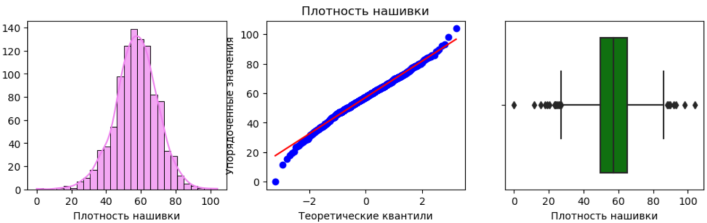 Плотность нашивки
140
120
100
80
60
40
20
0
0 20 40 60 80 100
Плотность нашивки
Упорядоченные значения
100
80
60
40
20
0
−2 0 2
Теоретические квантили
0 20 40 60 80 100
Плотность нашивки